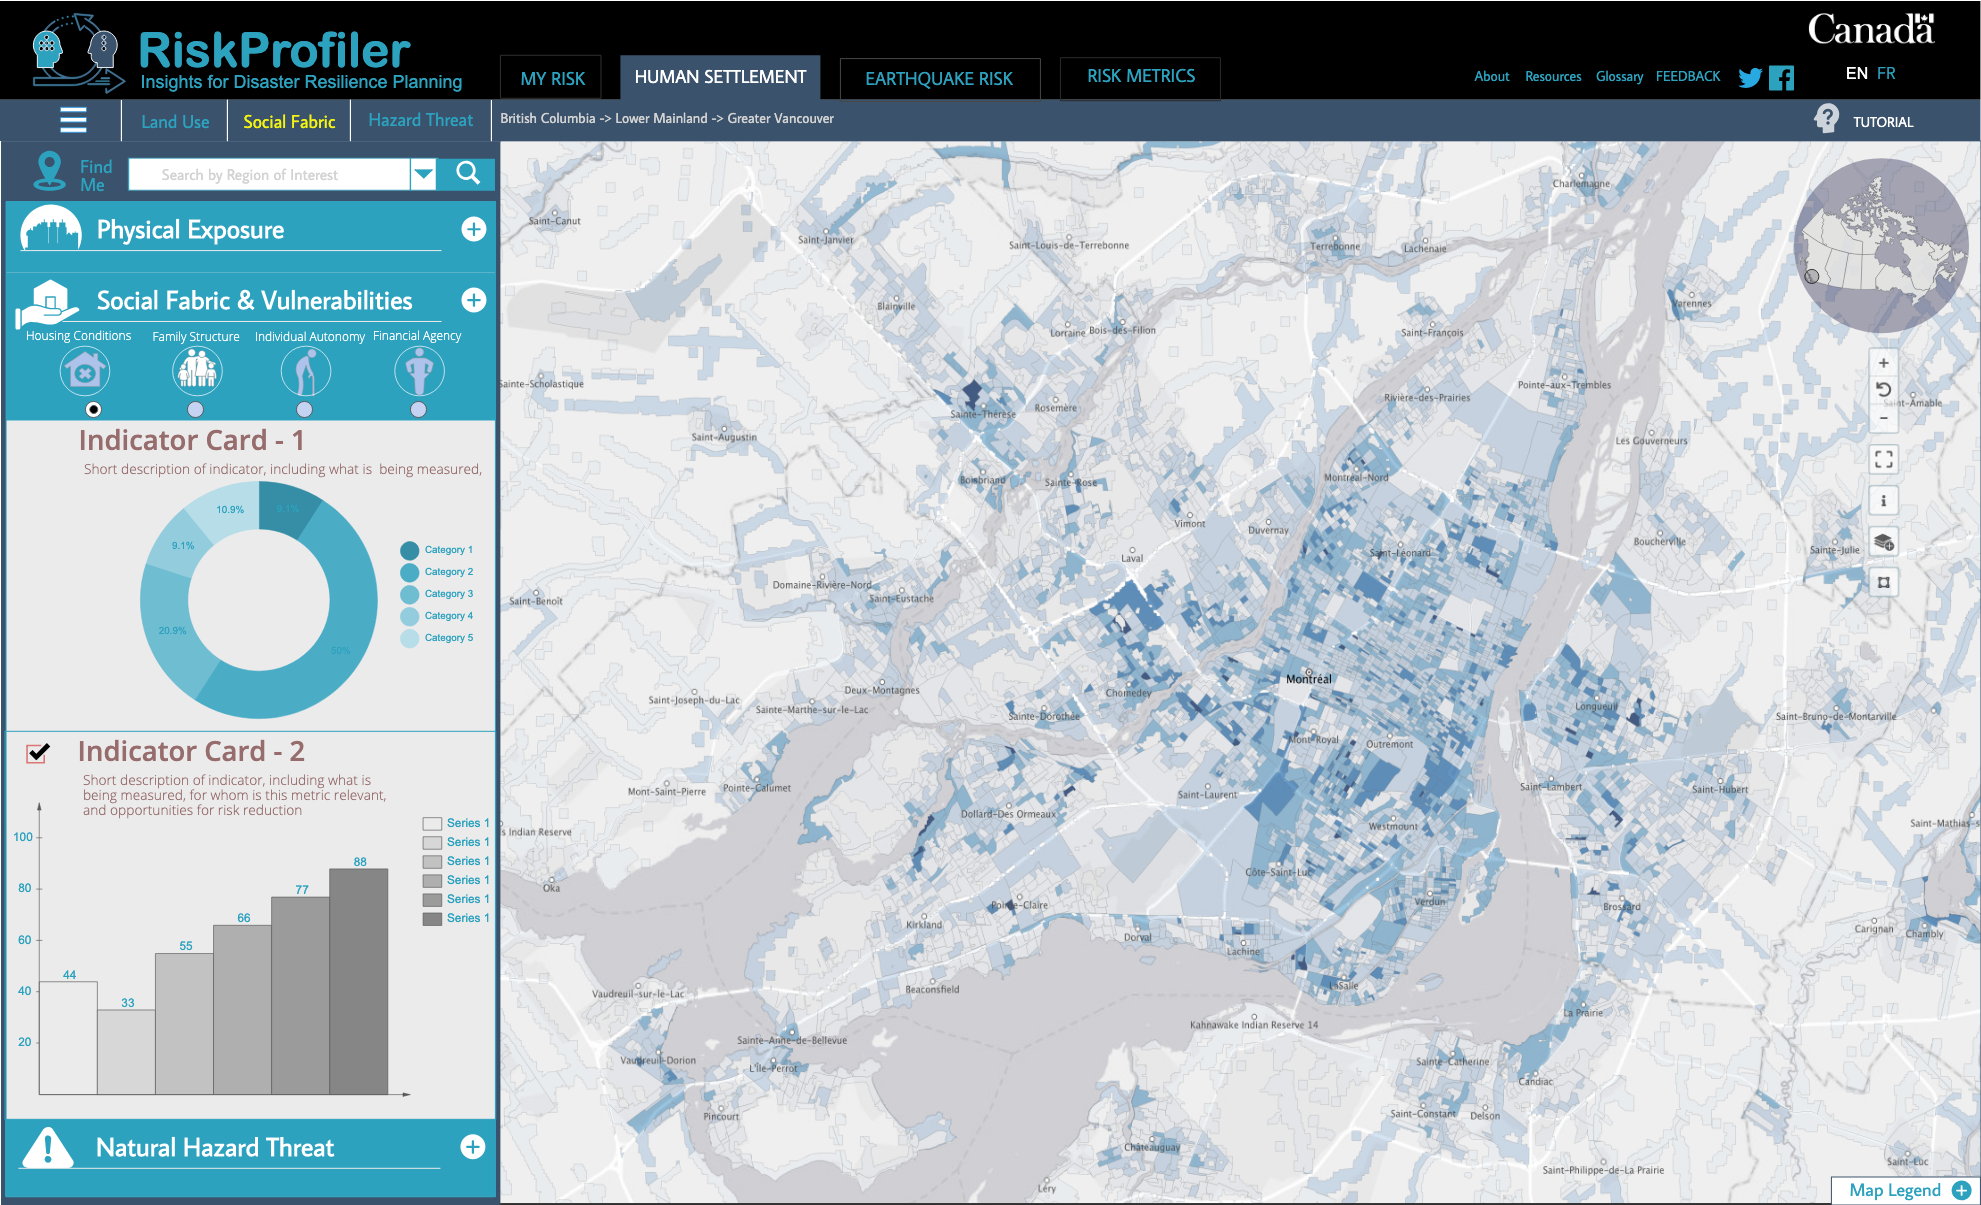 Canada
RiskProfiler
Insights for Disaster Resilience Planning
MY RISK
HUMAN SETTLEMENT
EARTHQUAKE RISK
RISK METRICS
About
Resources
Glossary
FEEDBACK
EN FR
Land Use
Social Fabric
Hazard Threat
British Columbia -> Lower Mainland -> Greater Vancouver
TUTORIAL
Find
Me
Search by Region of Interest
Physical Exposure
Social Fabric & Vulnerabilities
Housing Conditions
Family Structure
Individual Autonomy
Financial Agency
Indicator Card - 1
Short description of indicator, including what is being measured,
10.9%
9.1%
9.1%
20.9%
50%
Category 1
Category 2
Category 3
Category 4
Category 5
Indicator Card - 2
Short description of indicator, including what is
being measured, for whom is this metric relevant,
and opportunities for risk reduction
100
80
60
40
20
44
33
55
66
77
88
Series 1
Series 1
Series 1
Series 1
Series 1
Series 1
Natural Hazard Threat
Saint-Canut
Saint-Janvier
Saint-Louis-de-Terrebonne
Terrebonne
Lachenaie
Charlemagne
Blainville
Lorraine
Bois-des-Filion
Saint-François
Varennes
Sainte-Scholastique
Sainte-Thérèse
Rosemère
Rivière-des-Prairies
Pointe-aux-Trembles
Saint-Amable
Saint-Augustin
Les Gouverneurs
Boisbriand
Sainte-Rose
Montréal-Nord
Vimont
Duvernay
Saint-Léonard
Boucherville
Sainte-Julie
Laval
Domaine-Rivière-Nord
Saint-Benoît
Saint-Eustache
Montréal
Saint-Joseph-du-Lac
Deux-Montagnes
Sainte-Marthe-sur-le-Lac
Chomedey
Sainte-Dorothée
Longueuil
Saint-Bruno-de-Montarville
Mont-Royal
Outremont
Mont-Saint-Pierre
Pointe-Calumet
Saint-Laurent
Saint-Lambert
Saint-Hubert
Dollard-Des Ormeaux
s Indian Reserve
Westmount
Saint-Mathias-s
Oka
Côte-Saint-Luc
Pointe-Claire
Verdun
Brossard
Kirkland
Dorval
Lachine
Carignan
Chambly
Vaudreuil-sur-le-Lac
Beaconsfield
LaSalle
Kahnawake Indian Reserve 14
La Prairie
Sainte-Anne-de-Bellevue
Vaudreuil-Dorion
L'Île-Perrot
Sainte-Catherine
Candiac
Pincourt
Saint-Constant
Delson
Châteauguay
Saint-Luc
Saint-Philippe-de-La Prairie
Léry
Map Legend